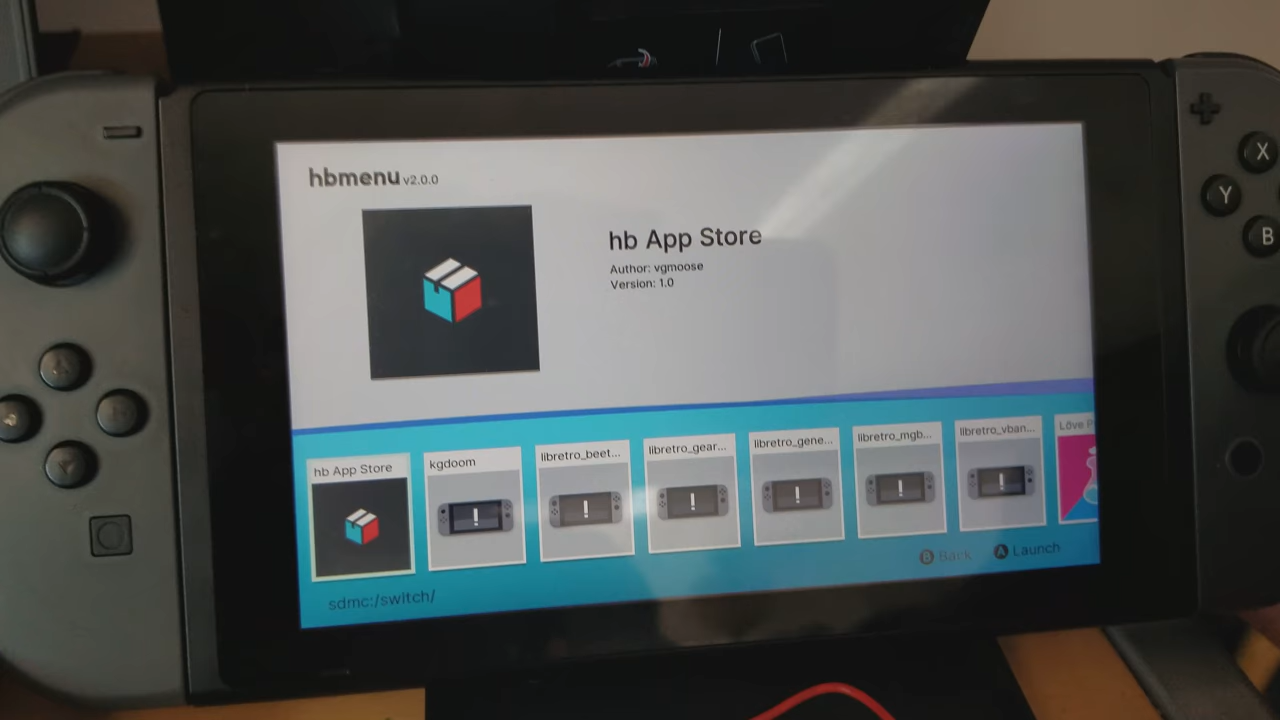 hbmenu v2.0.0
hb App Store
Author: vgmoose
Version: 1.0
hb App Store
kgdoom
libretro_beet...
libretro_gear...
libretro_gene...
libretro_mgb...
libretro_vban...
Löve P
B Back
A Launch
sdmc:/switch/
X
Y
B